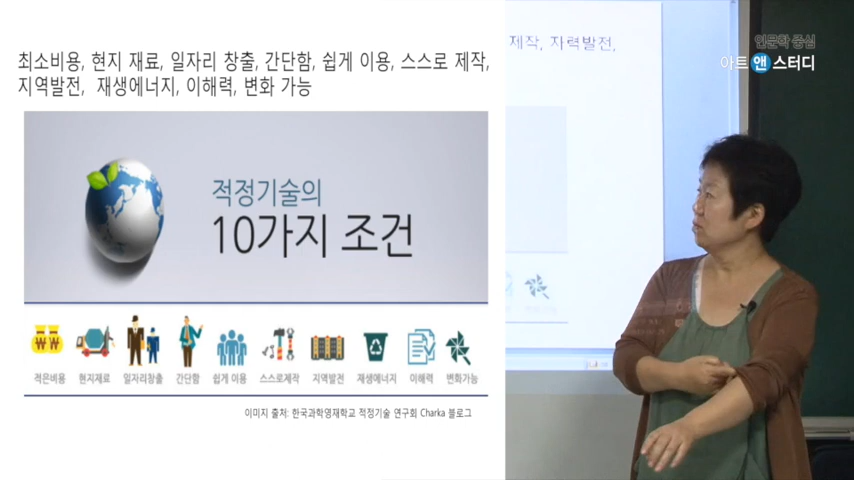 최소비용, 현지 재료, 일자리 창출, 간단함, 쉽게 이용, 스스로 제작,
지역발전, 재생에너지, 이해력, 변화 가능
적정기술의
10가지 조건
적은비용 현지재료 일자리창출 간단함 쉽게 이용 스스로제작 지역발전 재생에너지 이해력 변화가능
이미지 출처: 한국과학영재학교 적정기술 연구회 Charka 블로그
제작, 자력발전,
인문학 중심
아트앤스터디